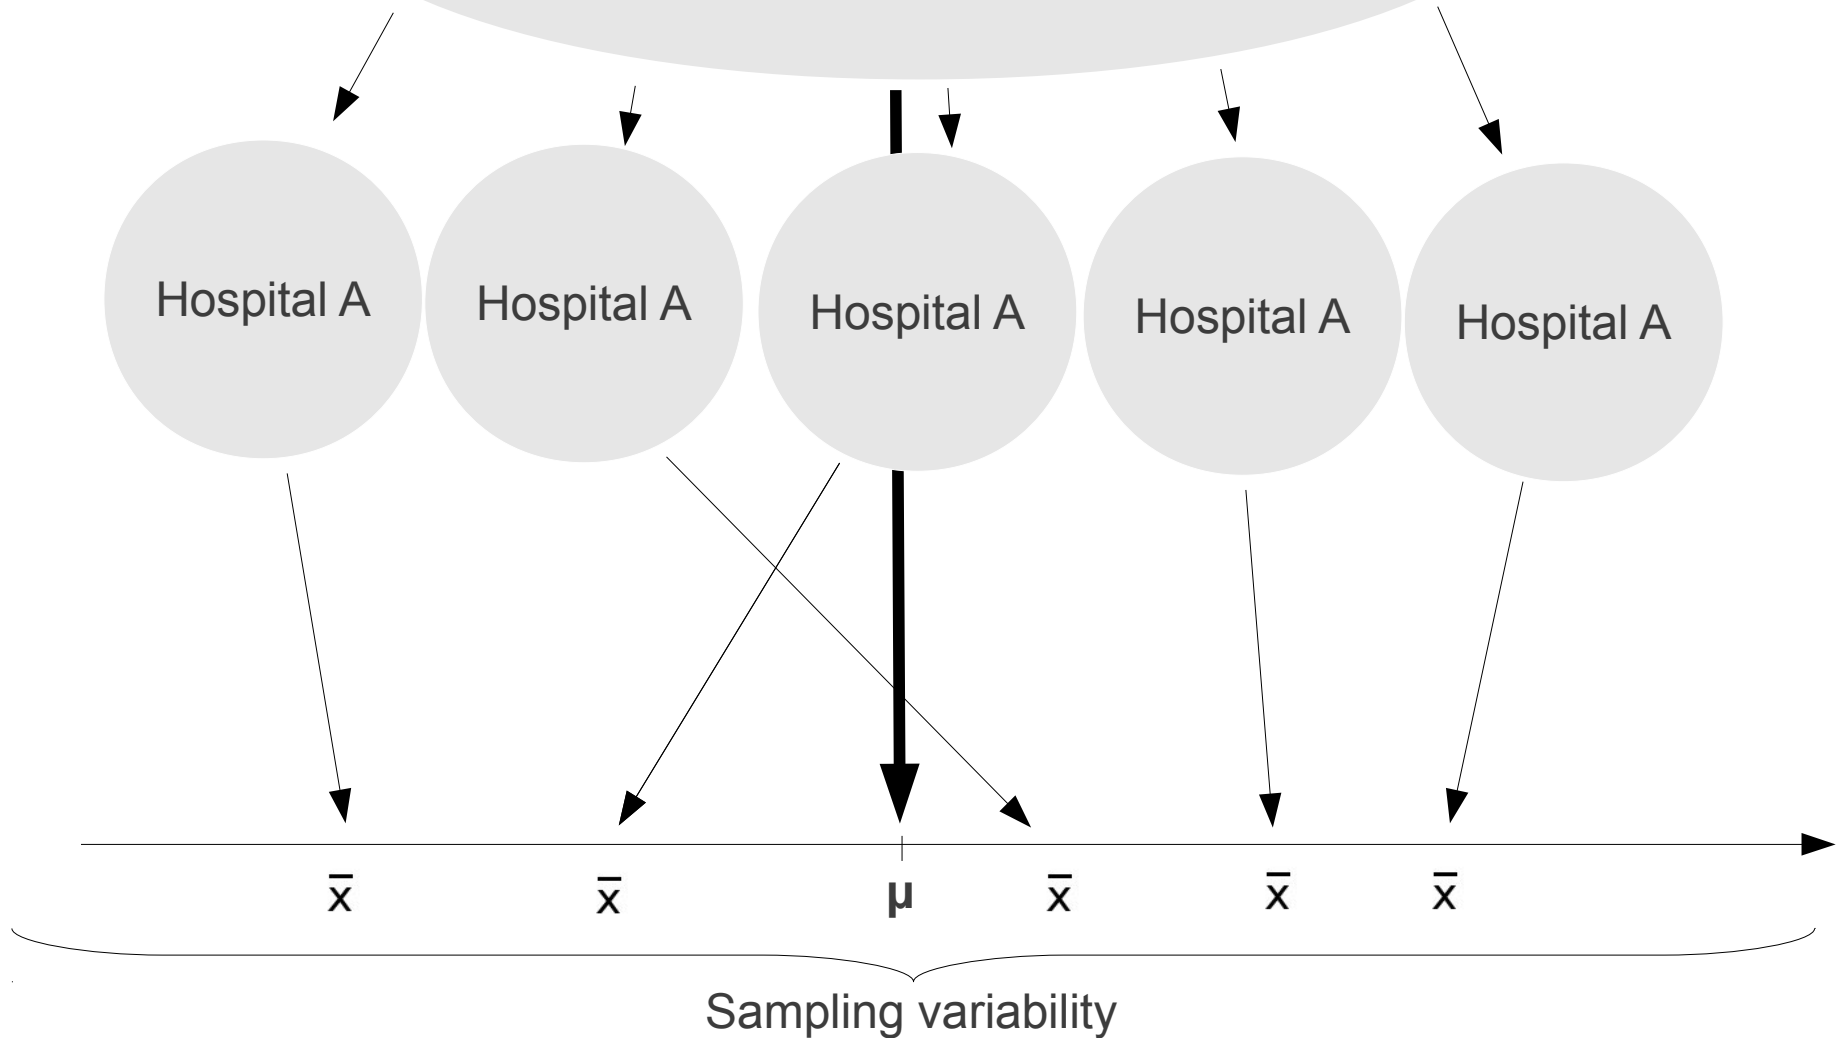 Hospital A Hospital A Hospital A Hospital A Hospital A
x̄ x̄ μ x̄ x̄ x̄
Sampling variability